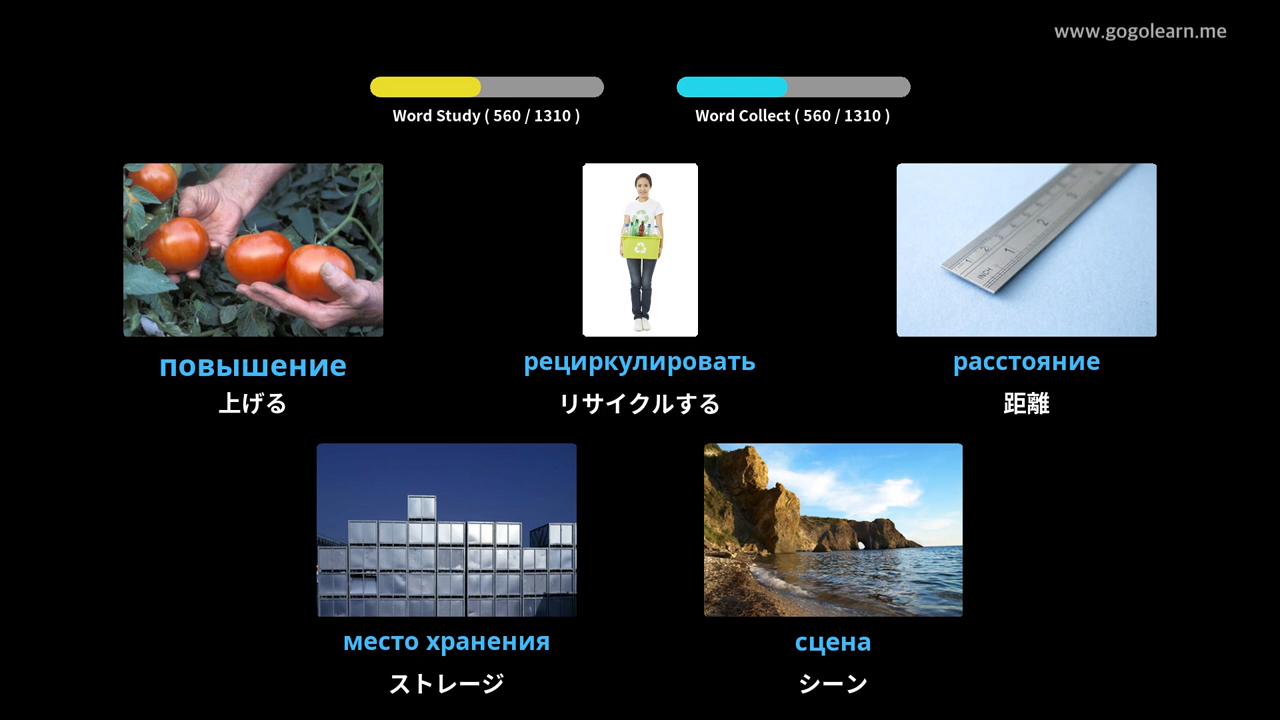 www.gogolearn.me
Word Study ( 560 / 1310 )
Word Collect ( 560 / 1310 )
повышение
рециркулировать
расстояние
上げる
リサイクルする
距離
место хранения
сцена
ストレージ
シーン